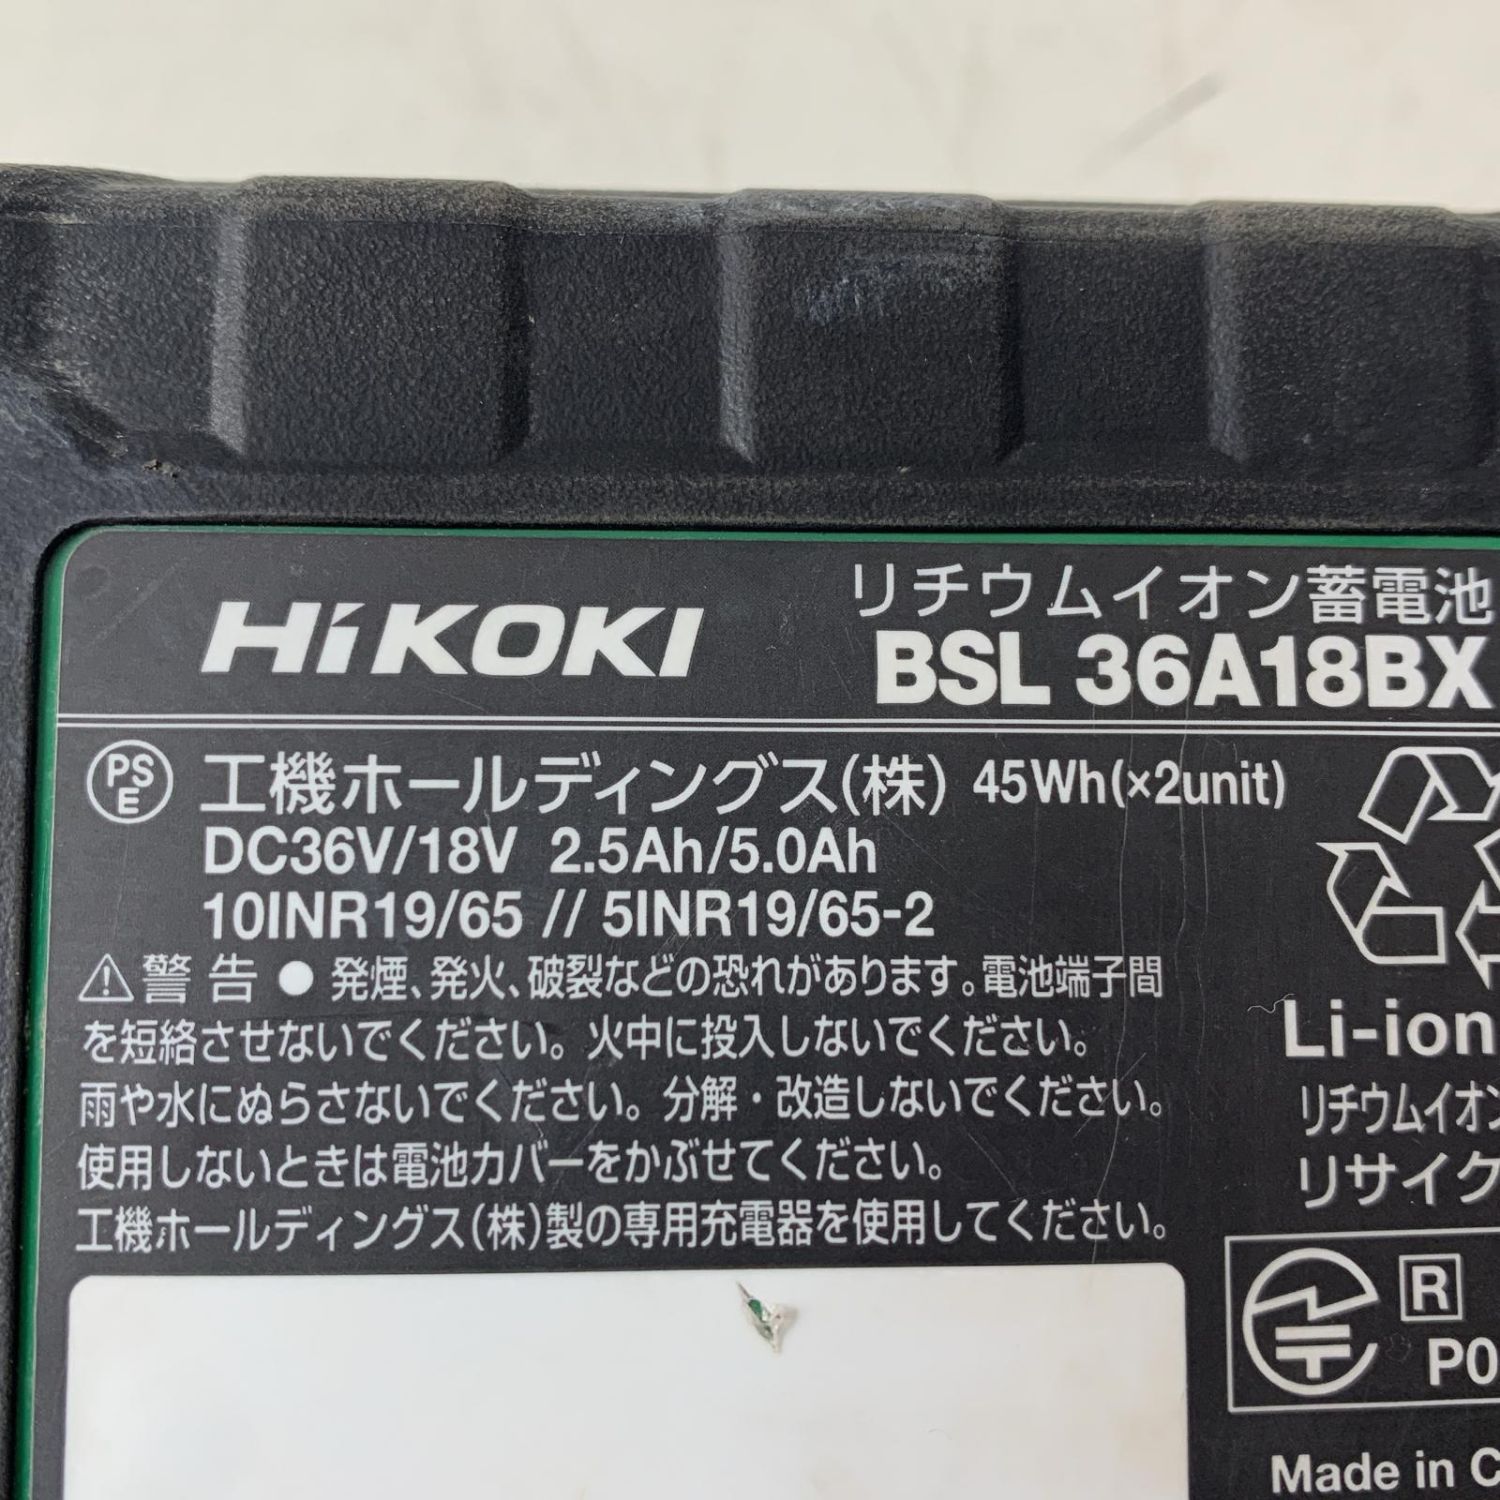 HiKOKI
リチウムイオン蓄電池
BSL 36A18BX
PS
E
工機ホールディングス(株) 45Wh(×2unit)
DC36V/18V 2.5Ah/5.0Ah
10INR19/65 // 5INR19/65-2
⚠警告 ● 発煙、発火、破裂などの恐れがあります。電池端子間
を短絡させないでください。火中に投入しないでください。
雨や水にぬらさないでください。分解・改造しないでください。
使用しないときは電池カバーをかぶせてください。
工機ホールディングス(株)製の専用充電器を使用してください。
Li-ion
リチウムイオン
リサイク
R
P0
Made in C